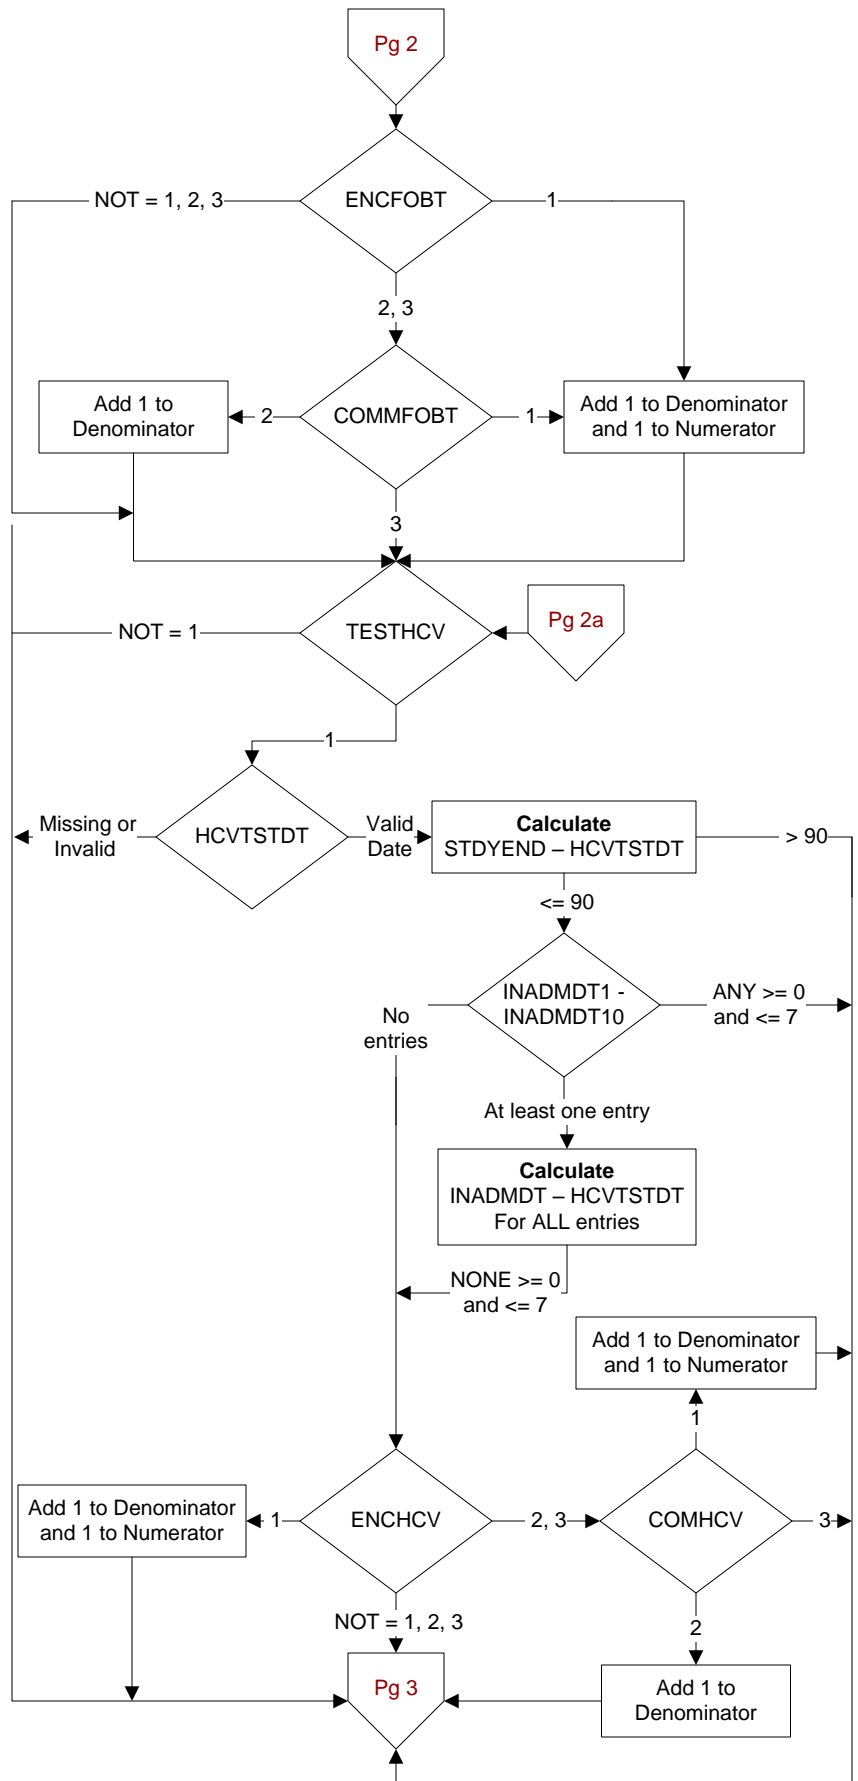 Pg 2
NOT = 1, 2, 3
ENCFOBT
1
2, 3
Add 1 to
Denominator
2
COMMFOBT
1
Add 1 to Denominator
and 1 to Numerator
3
NOT = 1
TESTHCV
Pg 2a
1
Missing or
Invalid
HCVTSTDT
Valid
Date
Calculate
STDYEND – HCVTSTDT
> 90
<= 90
No
entries
INADMDT1 -
INADMDT10
ANY >= 0
and <= 7
At least one entry
Calculate
INADMDT – HCVTSTDT
For ALL entries
NONE >= 0
and <= 7
Add 1 to Denominator
and 1 to Numerator
1
Add 1 to Denominator
and 1 to Numerator
1
ENCHCV
2, 3
COMHCV
3
NOT = 1, 2, 3
2
Pg 3
Add 1 to
Denominator